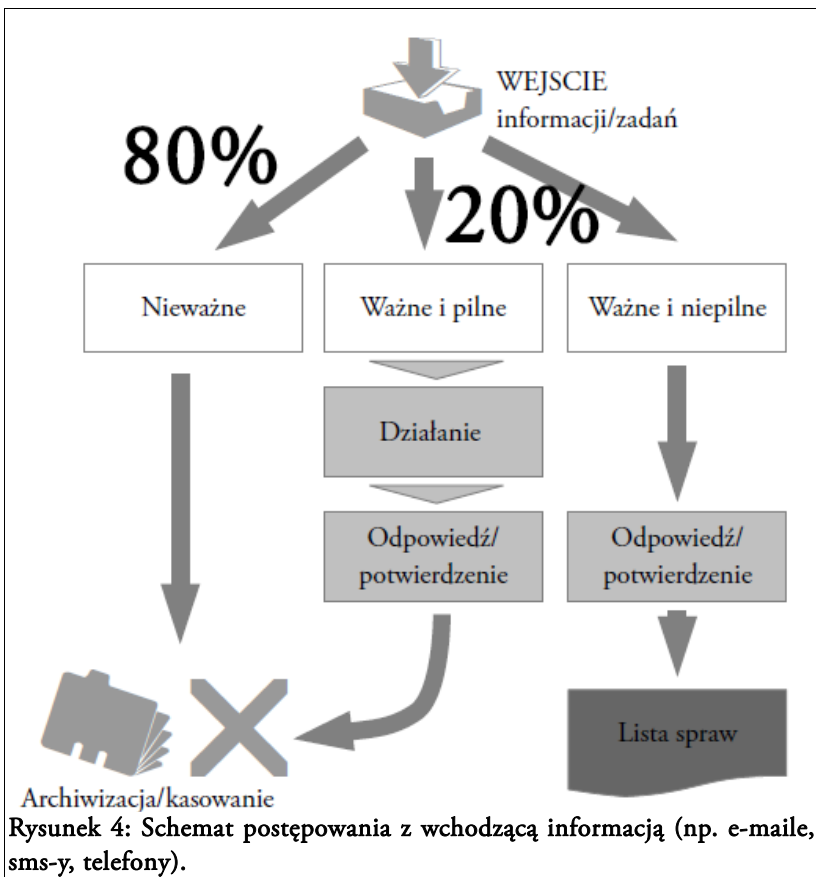 WEJSCIE
informacji/zadań
80%
20%
Nieważne
Ważne i pilne
Ważne i niepilne
Działanie
Odpowiedź/
potwierdzenie
Odpowiedź/
potwierdzenie
Lista spraw
Archiwizacja/kasowanie
Rysunek 4: Schemat postępowania z wchodzącą informacją (np. e-maile,
sms-y, telefony).